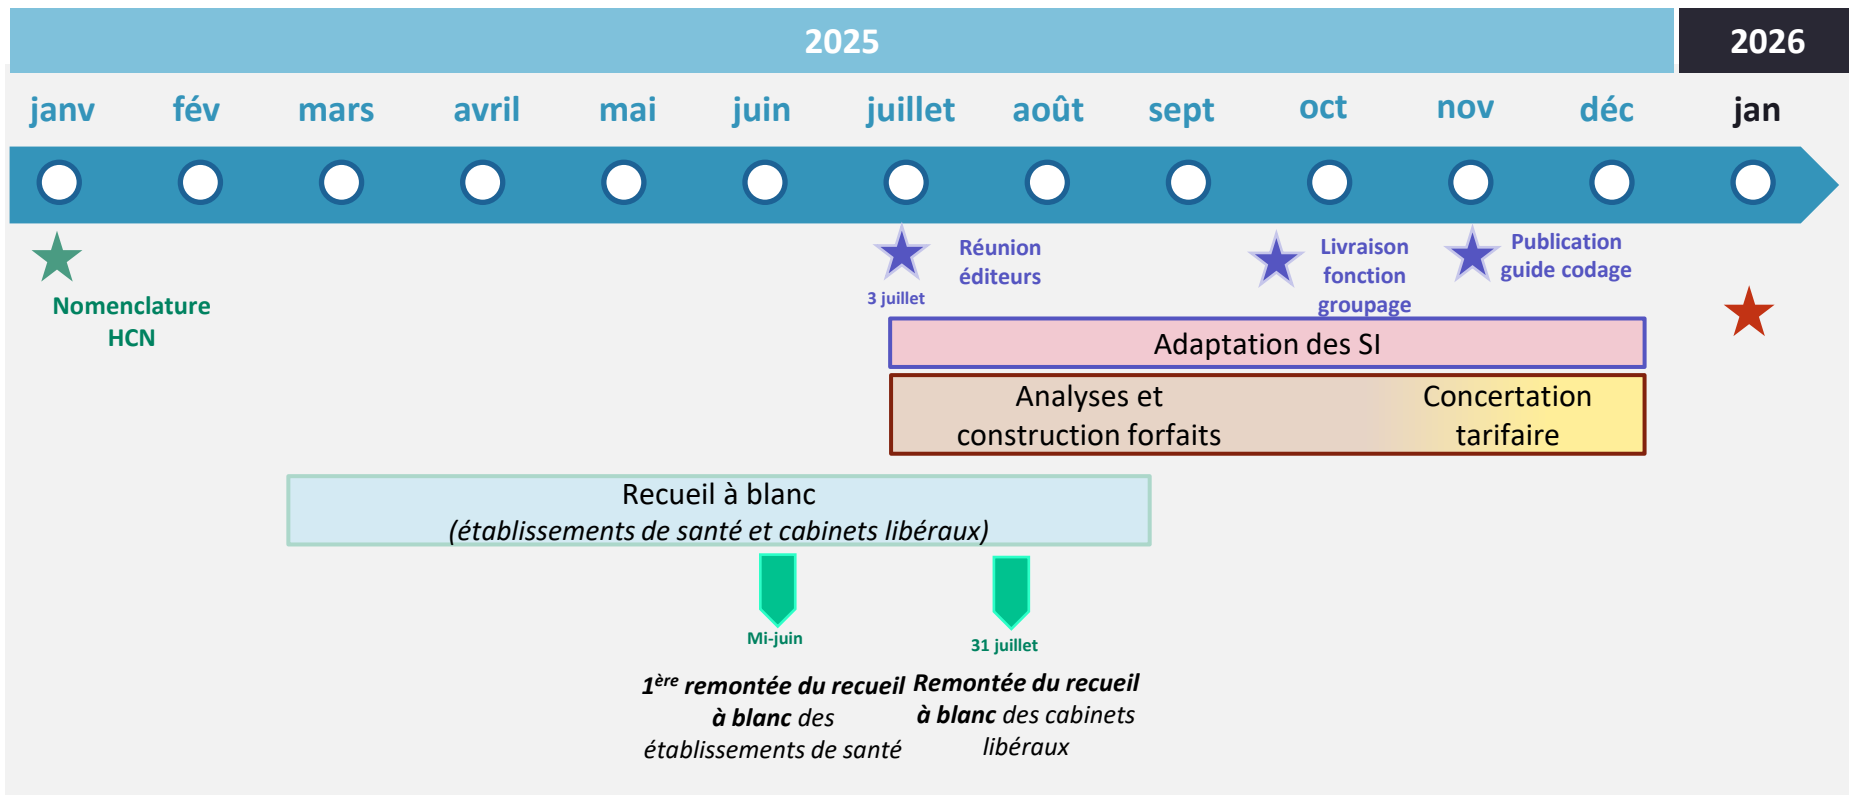 2025
2026
janv fév mars avril mai juin juillet août sept oct nov déc jan
Nomenclature
HCN
3 juillet
Réunion
éditeurs
Livraison
fonction
groupage
Publication
guide codage
Adaptation des SI
Analyses et
construction forfaits
Concertation
tarifaire
Recueil à blanc
(établissements de santé et cabinets libéraux)
Mi-juin
1ère remontée du recueil
à blanc des
établissements de santé
31 juillet
Remontée du recueil
à blanc des cabinets
libéraux